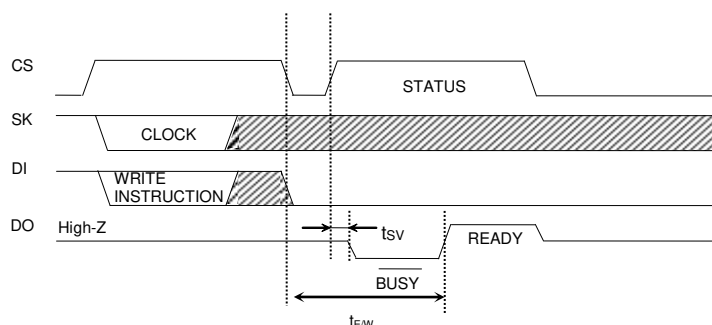 CS
STATUS
SK
CLOCK
DI
WRITE
INSTRUCTION
DO
High-Z
tSV
READY
BUSY
tE/W